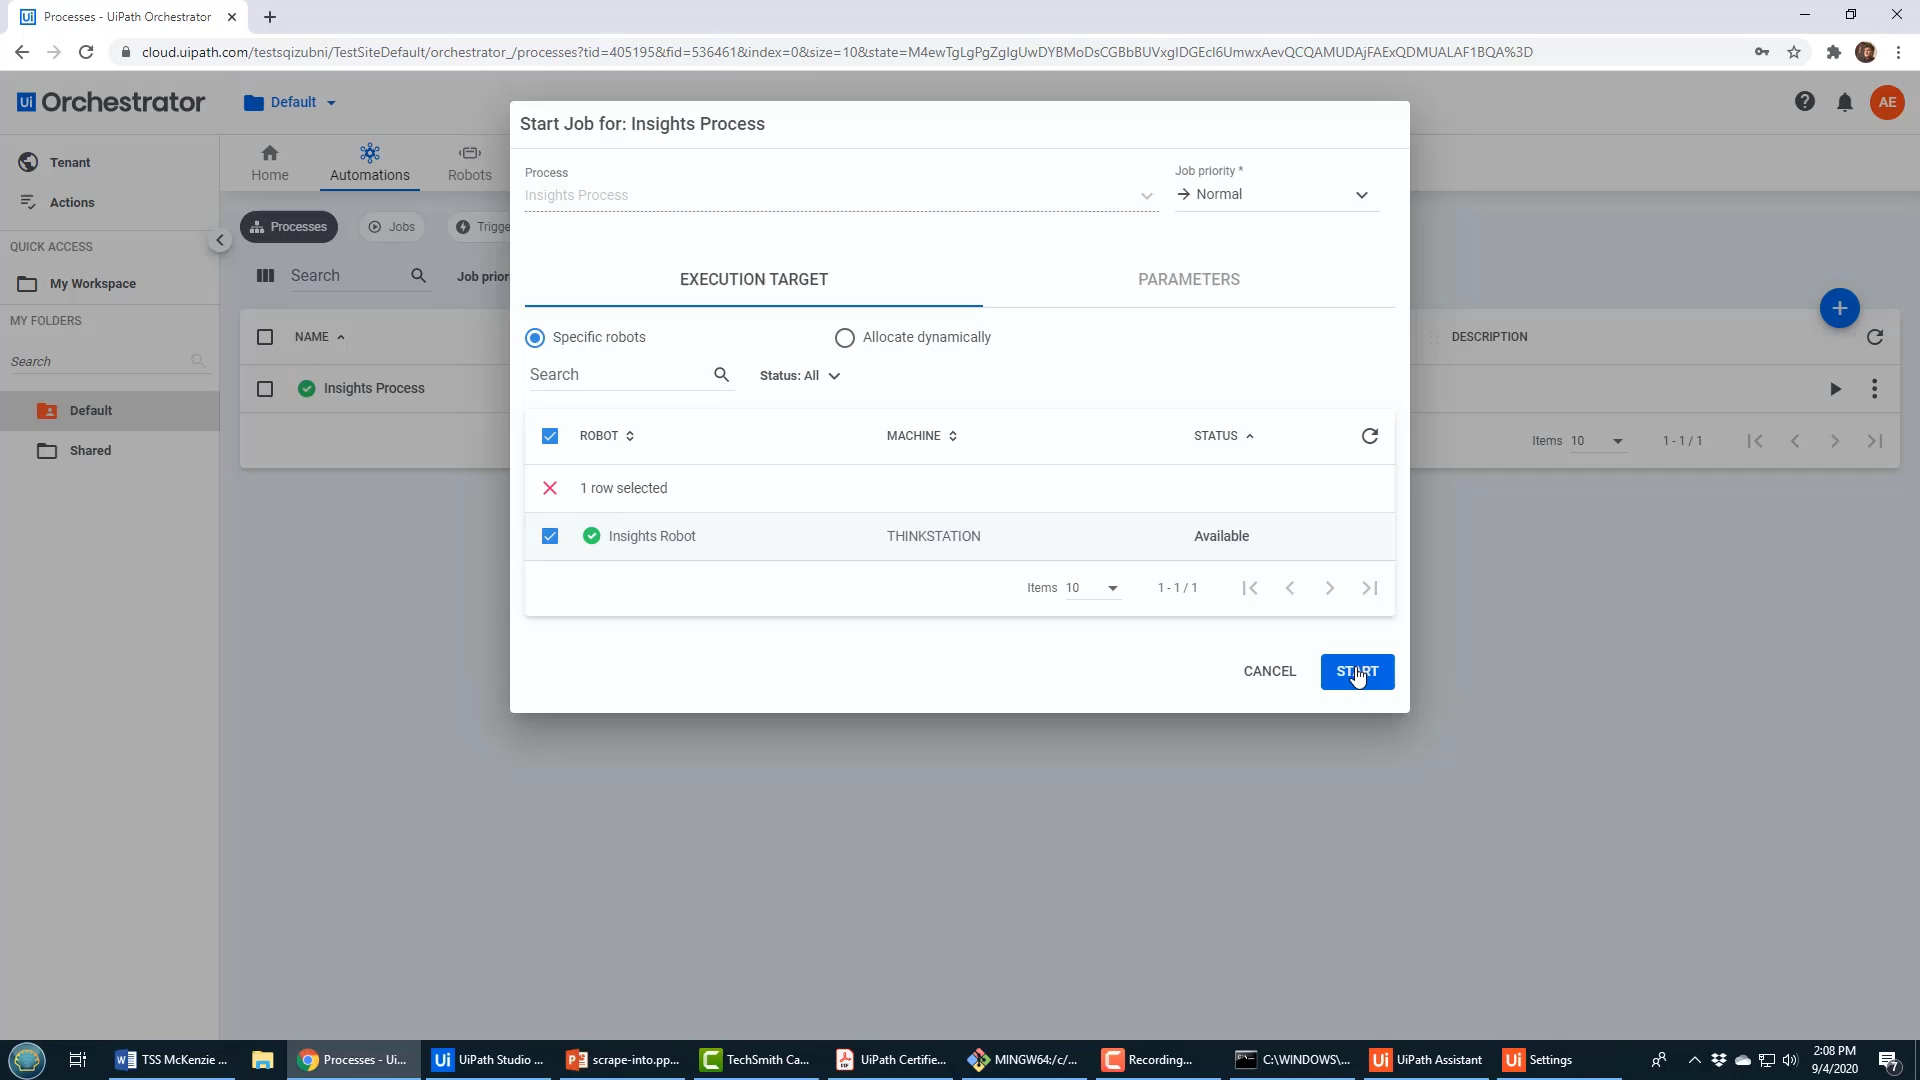 Processes - UiPath Orchestrator
cloud.uipath.com/testsqizubni/TestSiteDefault/orchestrator_/processes?tid=405195&fid=536461&index=0&size=10&state=M4ewTgLgPgZgIgUwDYBMoDsCGBbBUVxgIDGEcl6UmwxAevQCQAMUDAjFAExQDMUALAF1BQA%3D
Ui Orchestrator
Default
AE
Tenant
Actions
QUICK ACCESS
My Workspace
MY FOLDERS
Search
Default
Shared
Home
Automations
Robots
Processes
Jobs
Trigge
Search
Job prior
NAME
DESCRIPTION
Insights Process
Items 10
1 - 1 / 1
Start Job for: Insights Process
Process
Insights Process
Job priority *
Normal
EXECUTION TARGET
PARAMETERS
Specific robots
Allocate dynamically
Search
Status: All
ROBOT
MACHINE
STATUS
1 row selected
Insights Robot
THINKSTATION
Available
Items 10
1 - 1 / 1
CANCEL
START
TSS McKenzie ...
Processes - Ui...
UiPath Studio ...
scrape-into.pp...
TechSmith Ca...
UiPath Certifie...
MINGW64:/c/...
Recording...
C:\WINDOWS\...
UiPath Assistant
Settings
2:08 PM
9/4/2020
7